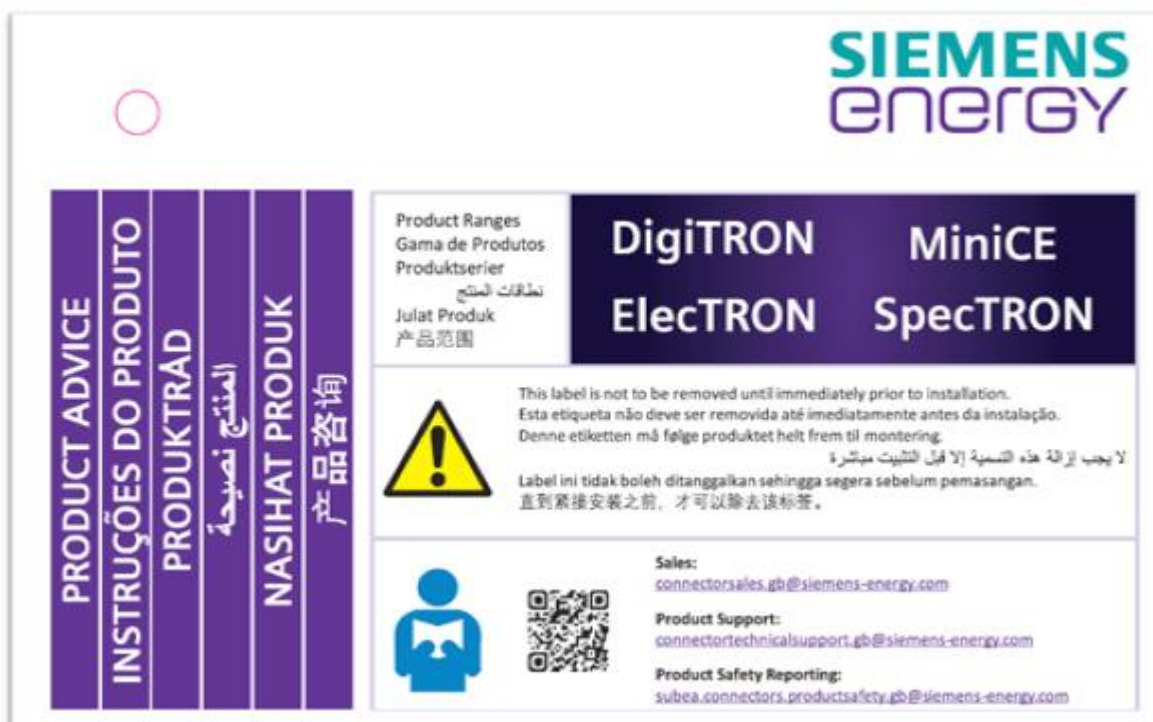 SIEMENS
energy
PRODUCT ADVICE
INSTRUÇÕES DO PRODUTO
PRODUKTRÅD
المنتج نصيحة
NASIHAT PRODUK
产品咨询
Product Ranges
Gama de Produtos
Produktserier
نطاقات المنتج
Julat Produk
产品范围
DigiTRON MiniCE
ElecTRON SpecTRON
This label is not to be removed until immediately prior to installation.
Esta etiqueta não deve ser removida até imediatamente antes da instalação.
Denne etiketten må følge produktet helt frem til montering.
لا يجب إزالة هذه التسمية إلا قبل التثبيت مباشرة
Label ini tidak boleh ditanggalkan sehingga segera sebelum pemasangan.
直到紧接安装之前，才可以除去该标签。
Sales:
connectorsales.gb@siemens-energy.com
Product Support:
connectortechnicalsupport.gb@siemens-energy.com
Product Safety Reporting:
subea.connectors.productsafety.gb@siemens-energy.com